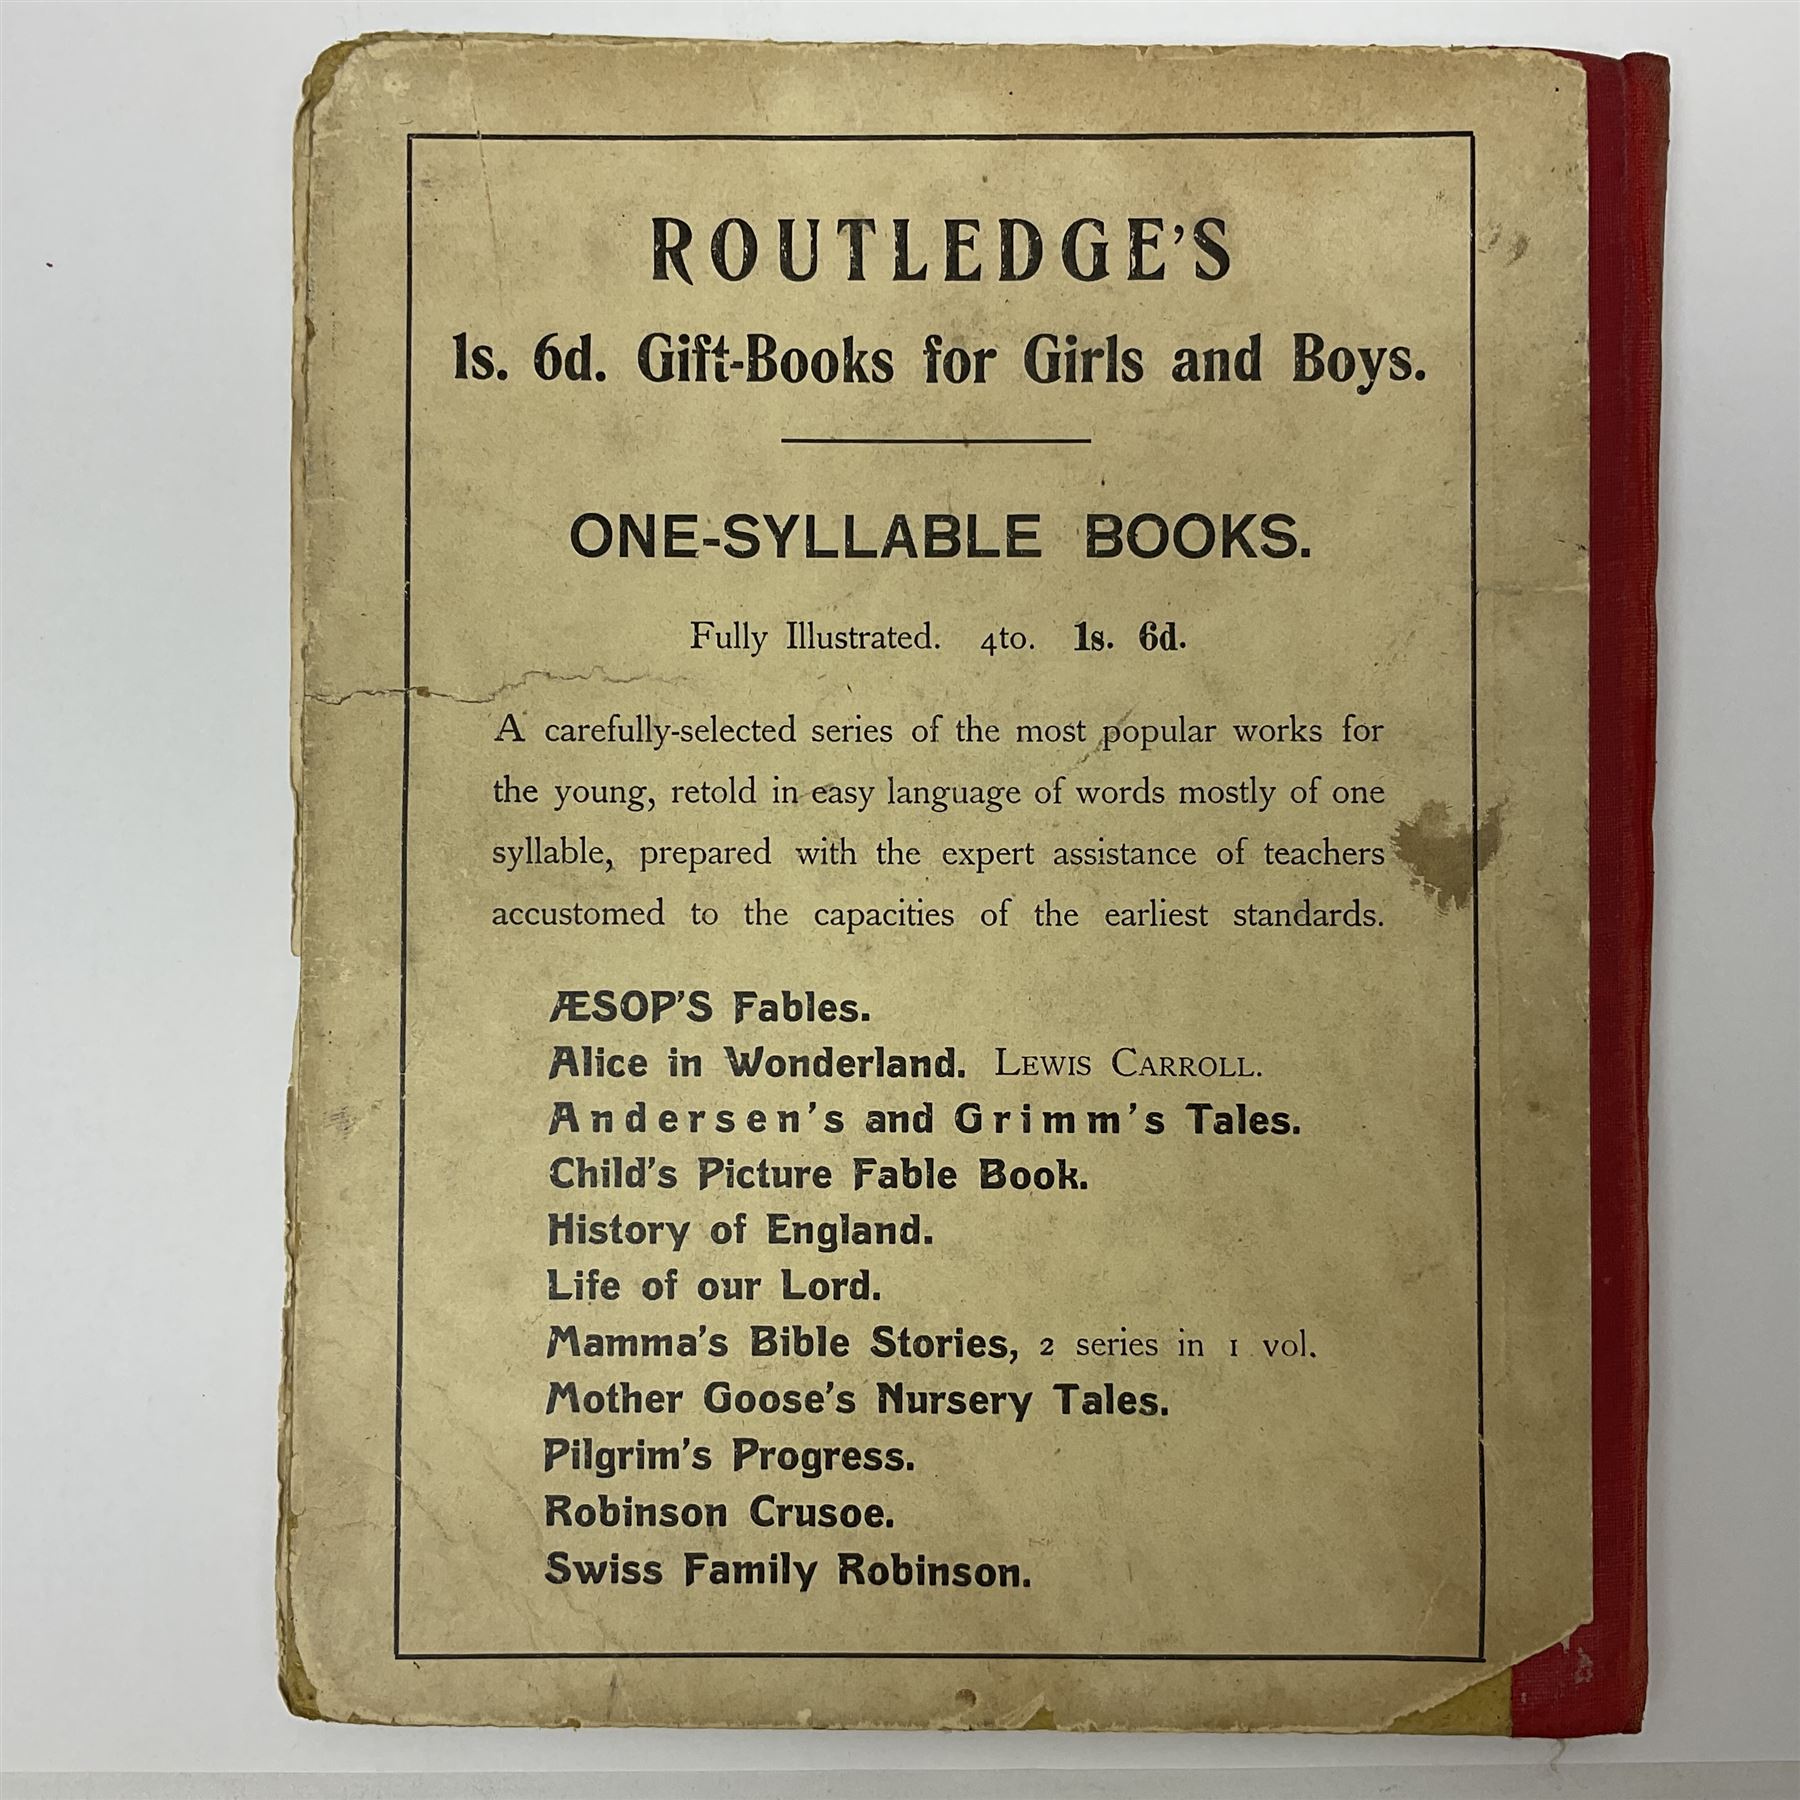 ROUTLEDGE'S
1s. 6d. Gift-Books for Girls and Boys.
ONE-SYLLABLE BOOKS.
Fully Illustrated. 4to. 1s. 6d.
A carefully-selected series of the most popular works for
the young, retold in easy language of words mostly of one
syllable, prepared with the expert assistance of teachers
accustomed to the capacities of the earliest standards.
ÆSOP'S Fables.
Alice in Wonderland. LEWIS CARROLL.
Andersen's and Grimm's Tales.
Child's Picture Fable Book.
History of England.
Life of our Lord.
Mamma's Bible Stories, 2 series in 1 vol.
Mother Goose's Nursery Tales.
Pilgrim's Progress.
Robinson Crusoe.
Swiss Family Robinson.